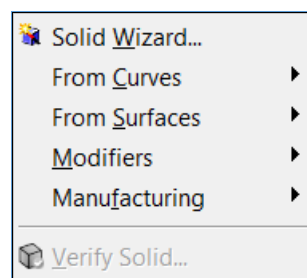 Solid Wizard...
From Curves
From Surfaces
Modifiers
Manufacturing
Verify Solid...